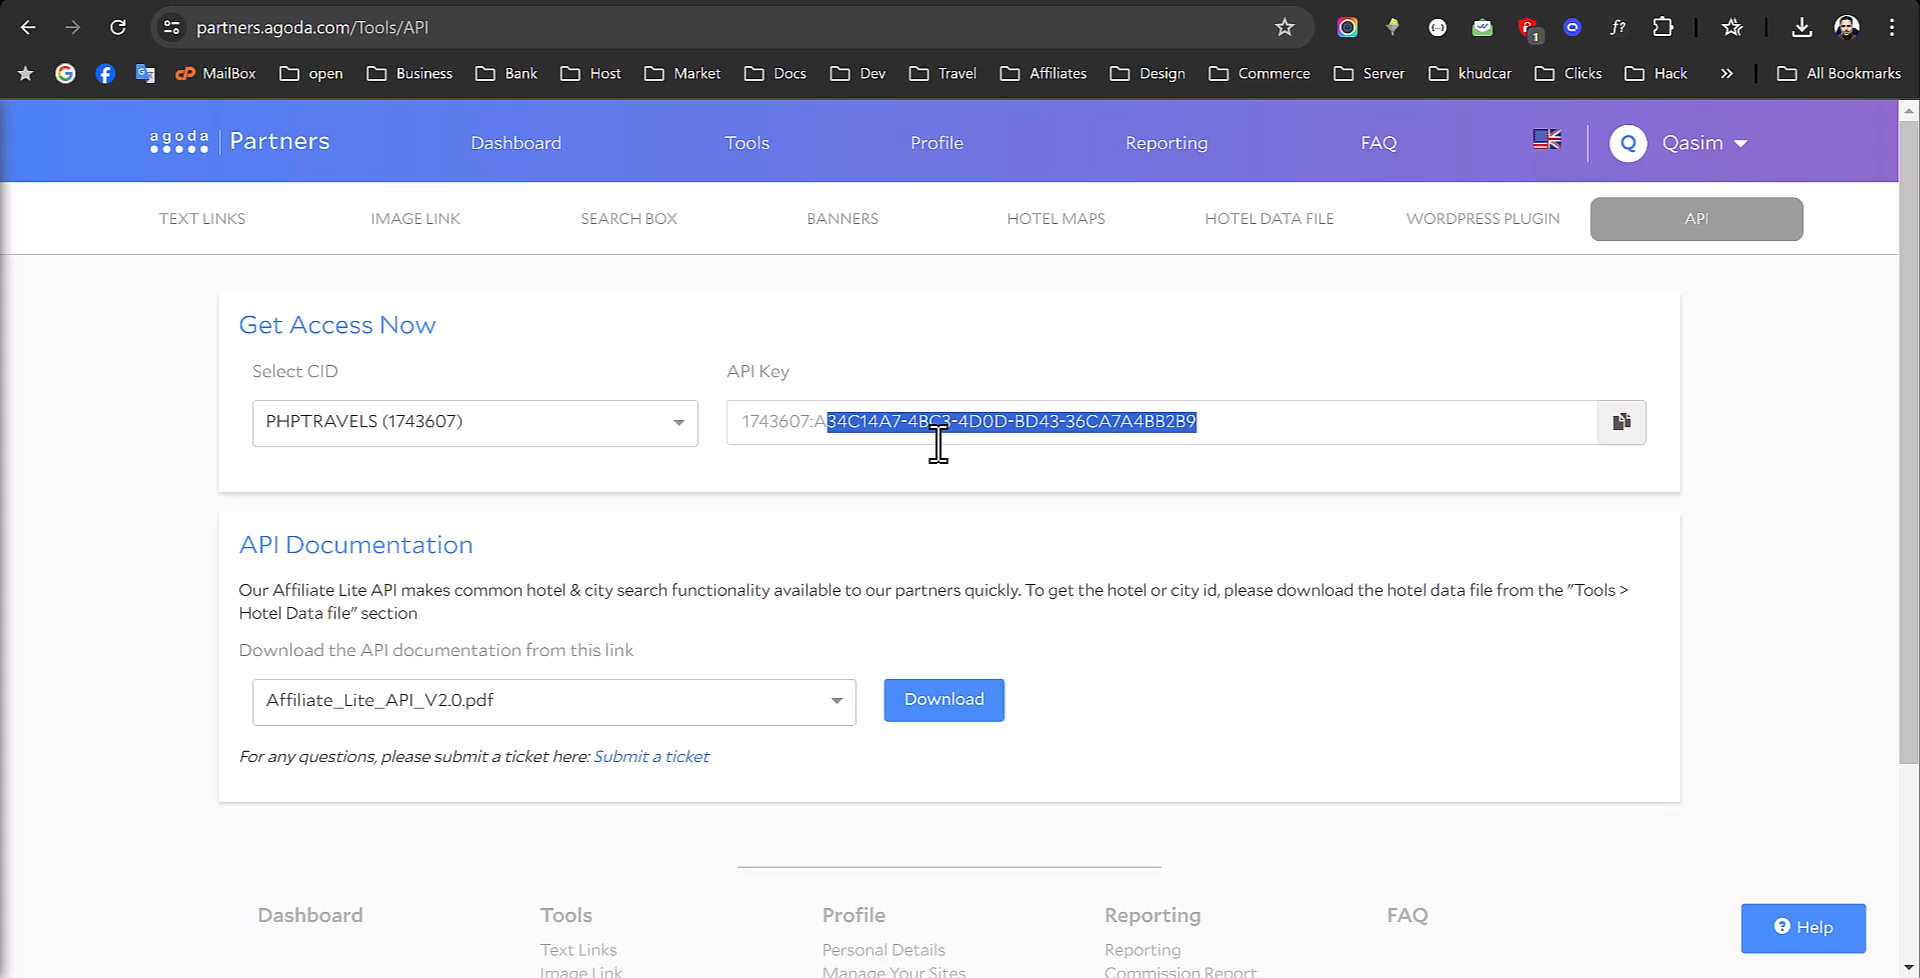 partners.agoda.com/Tools/API
f?
1
MailBox open Business Bank Host Market Docs Dev Travel Affiliates Design Commerce Server khudcar Clicks Hack » All Bookmarks
agoda Partners Dashboard Tools Profile Reporting FAQ Q Qasim
TEXT LINKS IMAGE LINK SEARCH BOX BANNERS HOTEL MAPS HOTEL DATA FILE WORDPRESS PLUGIN API
Get Access Now
Select CID API Key
PHPTRAVELS (1743607) 1743607:A34C14A7-4BC3-4D0D-BD43-36CA7A4BB2B9
API Documentation
Our Affiliate Lite API makes common hotel & city search functionality available to our partners quickly. To get the hotel or city id, please download the hotel data file from the "Tools >
Hotel Data file" section
Download the API documentation from this link
Affiliate_Lite_API_V2.0.pdf Download
For any questions, please submit a ticket here: Submit a ticket
Dashboard Tools Profile Reporting FAQ
Help
Text Links Personal Details Reporting
Image Link Manage Your Sites Commission Report